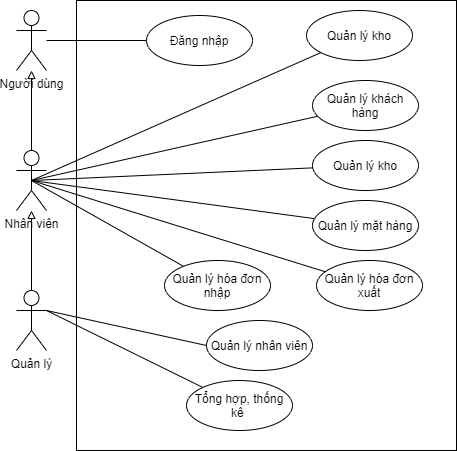 Đăng nhập
Quản lý kho
Người dùng
Quản lý khách
hàng
Quản lý kho
Nhân viên
Quản lý mặt hàng
Quản lý hóa đơn
nhập
Quản lý hóa đơn
xuất
Quản lý
Quản lý nhân viên
Tổng hợp, thống
kê